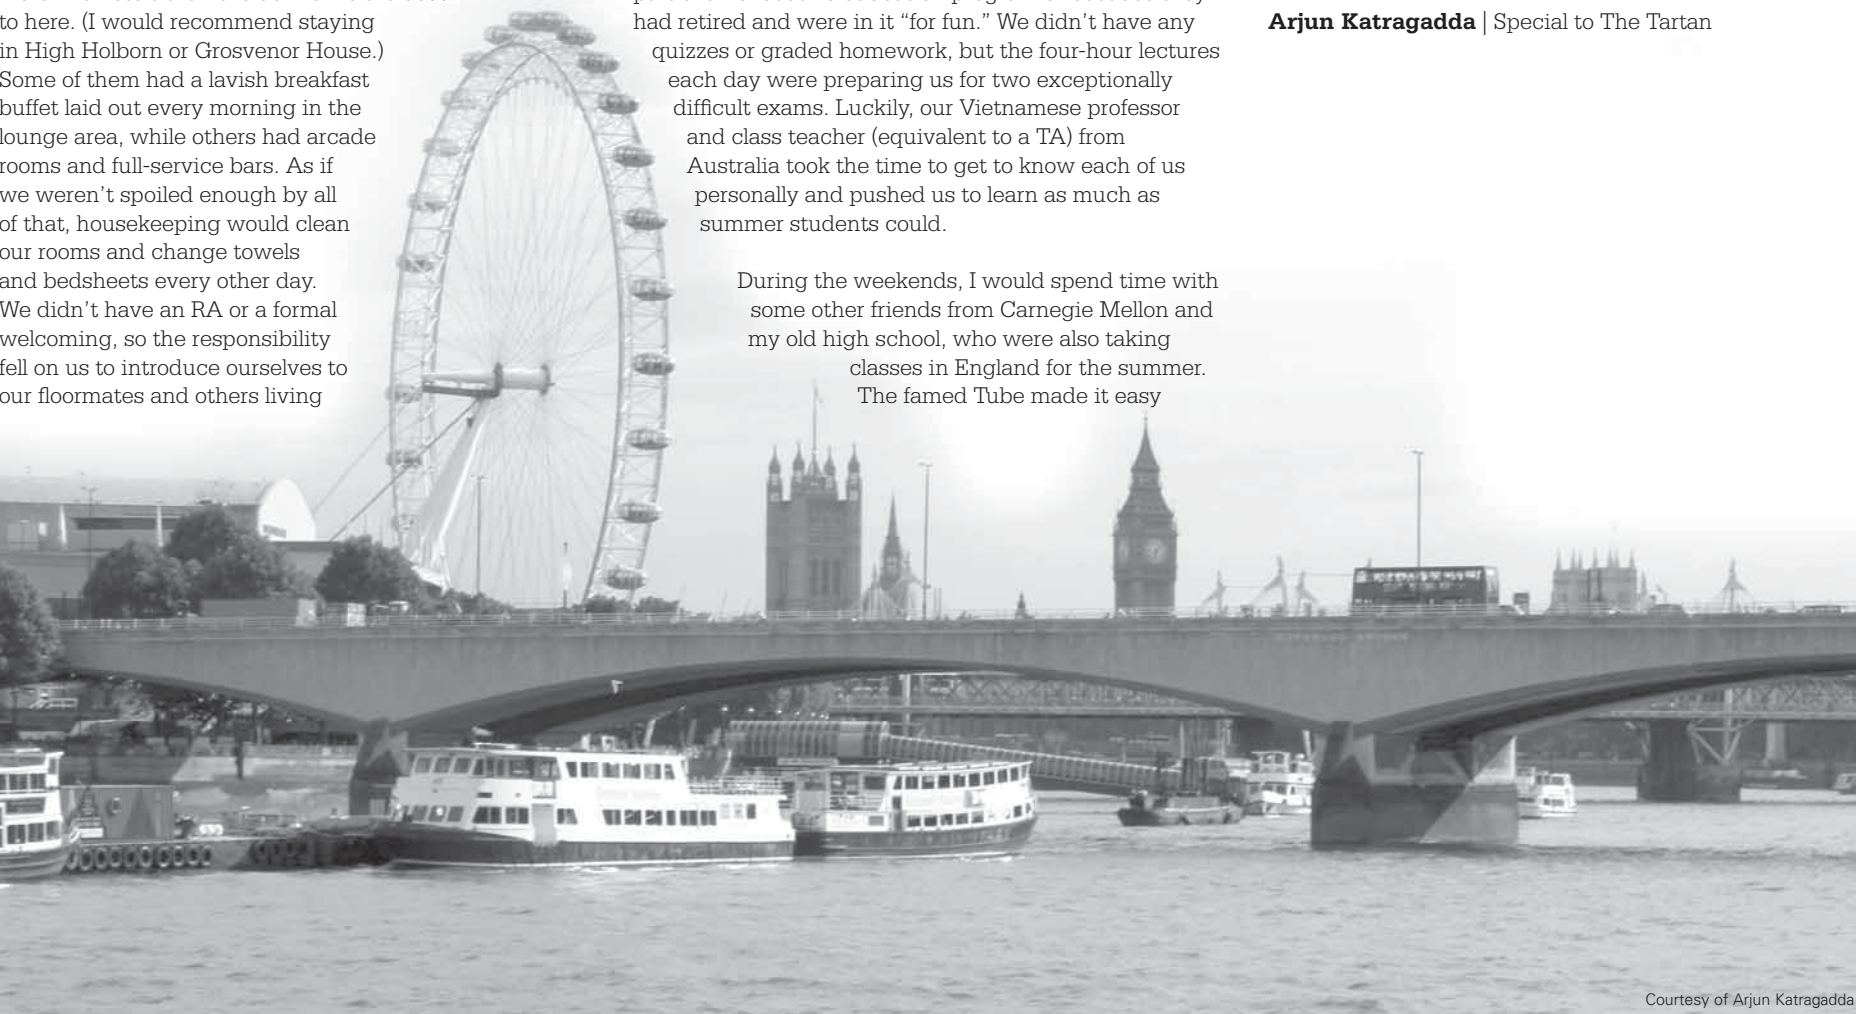 to here. (I would recommend staying
in High Holborn or Grosvenor House.)
Some of them had a lavish breakfast
buffet laid out every morning in the
lounge area, while others had arcade
rooms and full-service bars. As if
we weren’t spoiled enough by all
of that, housekeeping would clean
our rooms and change towels
and bedsheets every other day.
We didn’t have an RA or a formal
welcoming, so the responsibility
fell on us to introduce ourselves to
our floormates and others living
had retired and were in it “for fun.” We didn’t have any
quizzes or graded homework, but the four-hour lectures
each day were preparing us for two exceptionally
difficult exams. Luckily, our Vietnamese professor
and class teacher (equivalent to a TA) from
Australia took the time to get to know each of us
personally and pushed us to learn as much as
summer students could.
During the weekends, I would spend time with
some other friends from Carnegie Mellon and
my old high school, who were also taking
classes in England for the summer.
The famed Tube made it easy
Arjun Katragadda | Special to The Tartan
Courtesy of Arjun Katragadda